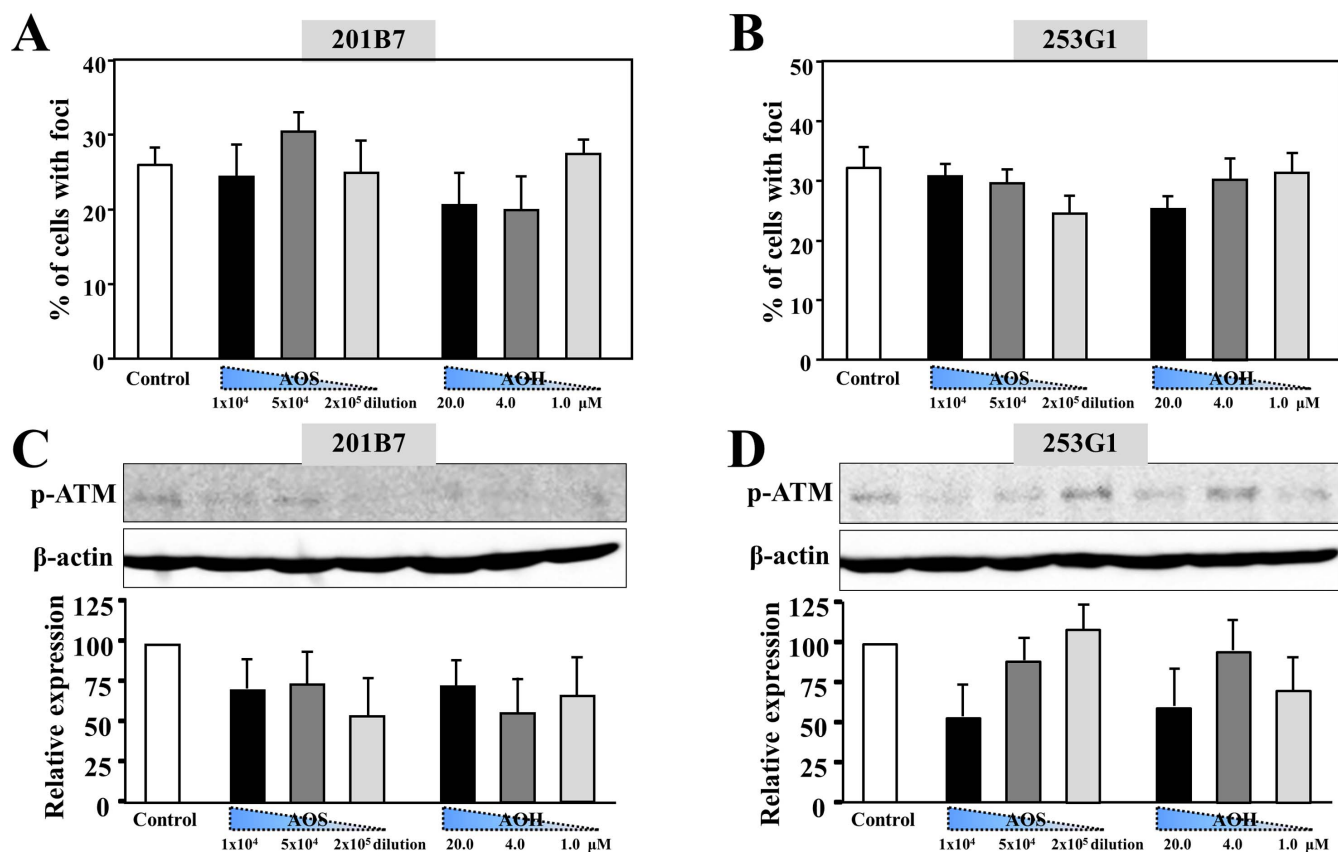 A
201B7
% of cells with foci
40
30
20
10
0
Control
AOS
AOH
1x10⁴ 5x10⁴ 2x10⁵ dilution 20.0 4.0 1.0 μM
B
253G1
% of cells with foci
50
40
30
20
10
0
Control
AOS
AOH
1x10⁴ 5x10⁴ 2x10⁵ dilution 20.0 4.0 1.0 μM
C
201B7
p-ATM
β-actin
Relative expression
125
100
75
50
25
0
Control
AOS
AOH
1x10⁴ 5x10⁴ 2x10⁵ dilution 20.0 4.0 1.0 μM
D
253G1
p-ATM
β-actin
Relative expression
125
100
75
50
25
0
Control
AOS
AOH
1x10⁴ 5x10⁴ 2x10⁵ dilution 20.0 4.0 1.0 μM